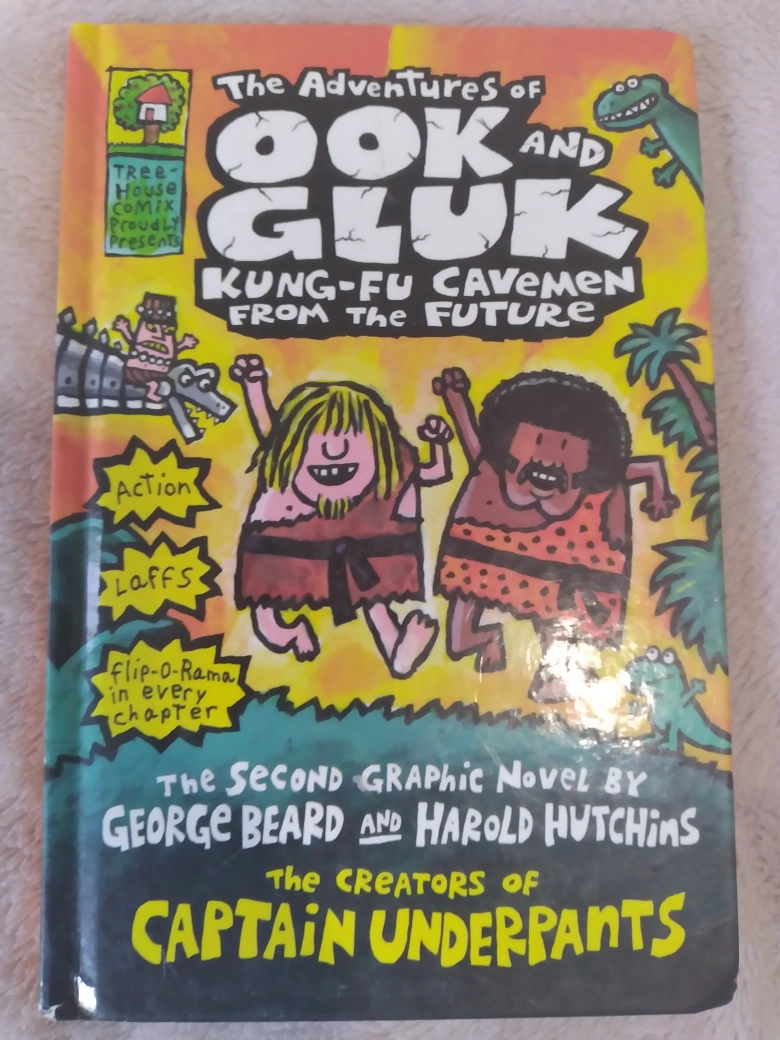 The Adventures of
OOK AND
GLUK
KUNG-FU CAVEMEN
FROM The FUTURE
TREE-
House
COMIX
PROUDLY
Presents
Action
Laffs
flip-O-Rama
in every
chapter
The Second Graphic Novel by
George Beard and Harold Hutchins
The Creators of
Captain Underpants